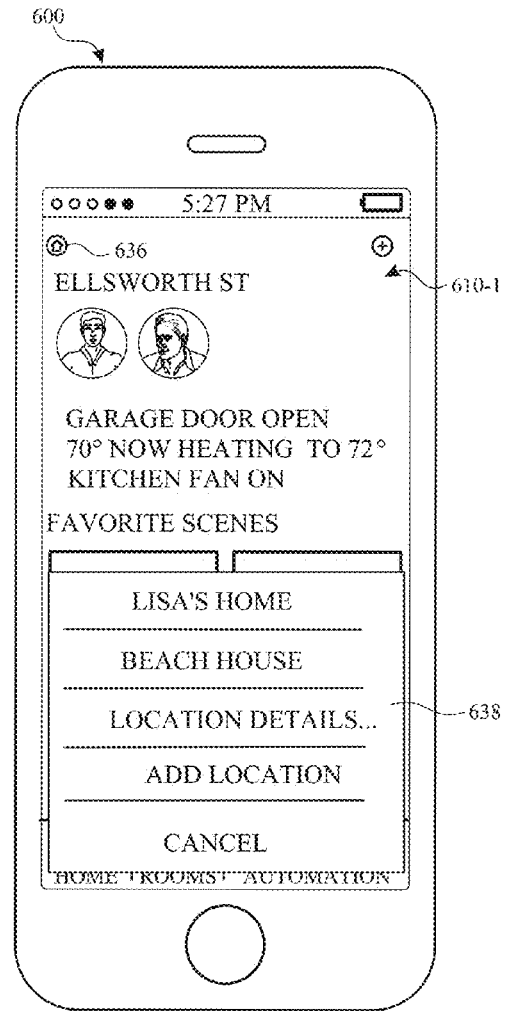 600
5:27 PM
636
610-1
ELLSWORTH ST
GARAGE DOOR OPEN
70° NOW HEATING TO 72°
KITCHEN FAN ON
FAVORITE SCENES
LISA'S HOME
BEACH HOUSE
LOCATION DETAILS...
638
ADD LOCATION
CANCEL
HOME ROOMS AUTOMATION